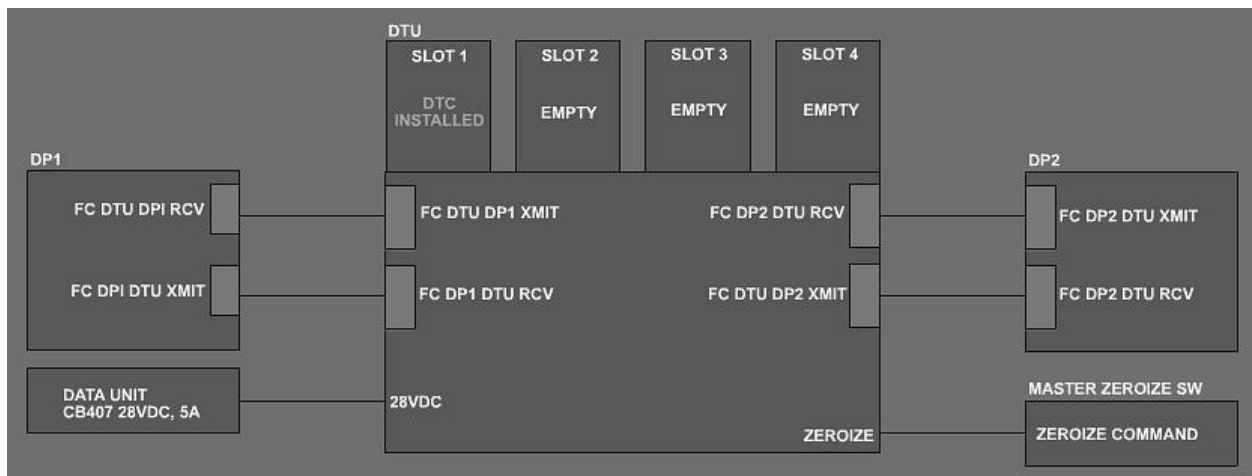 DTU
SLOT 1
DTC
INSTALLED
SLOT 2
EMPTY
SLOT 3
EMPTY
SLOT 4
EMPTY
DP1
FC DTU DPI RCV
FC DPI DTU XMIT
FC DTU DP1 XMIT
FC DP1 DTU RCV
FC DP2 DTU RCV
FC DTU DP2 XMIT
DP2
FC DP2 DTU XMIT
FC DP2 DTU RCV
DATA UNIT
CB407 28VDC, 5A
28VDC
ZEROIZE
MASTER ZEROIZE SW
ZEROIZE COMMAND